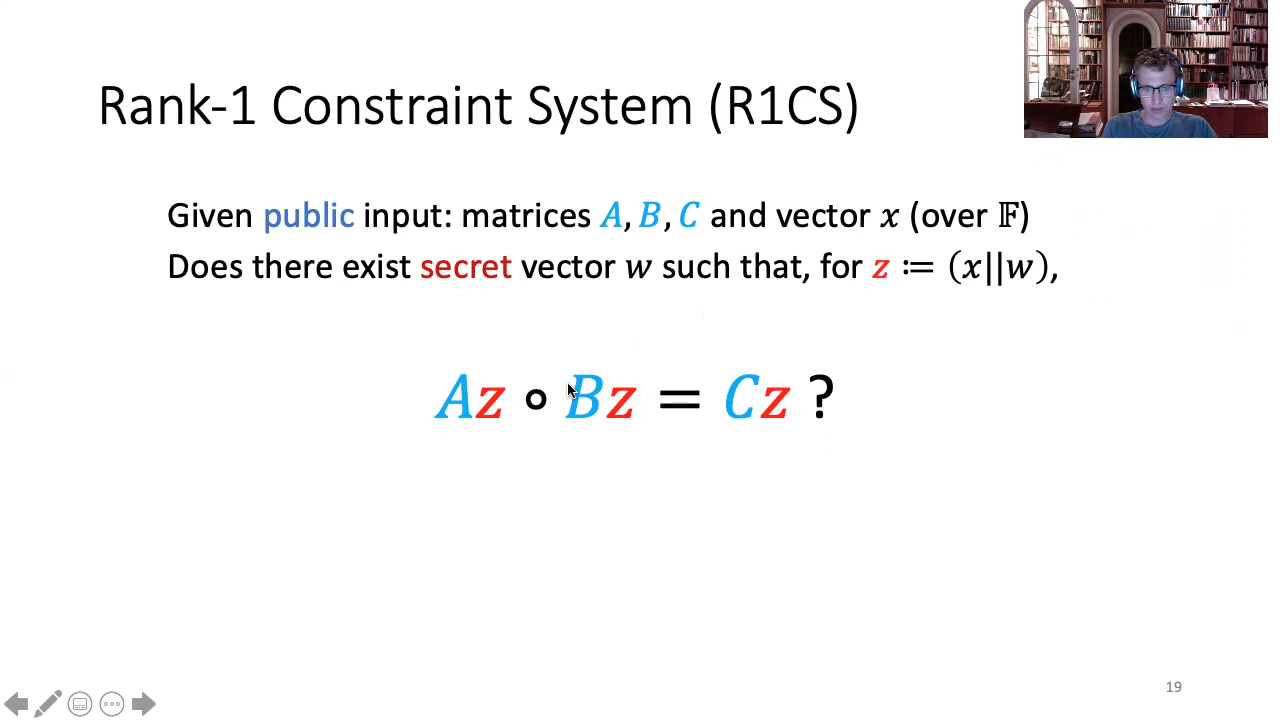 Rank-1 Constraint System (R1CS)
Given public input: matrices A, B, C and vector x (over 𝔽)
Does there exist secret vector w such that, for z ≔ (x||w),
Az ∘ Bz = Cz ?
19